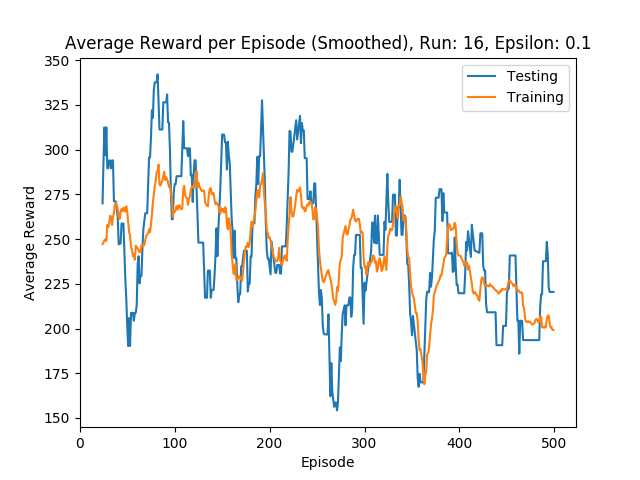 Average Reward per Episode (Smoothed), Run: 16, Epsilon: 0.1
350
325
300
275
250
225
200
175
150
Average Reward
Testing
Training
0 100 200 300 400 500
Episode